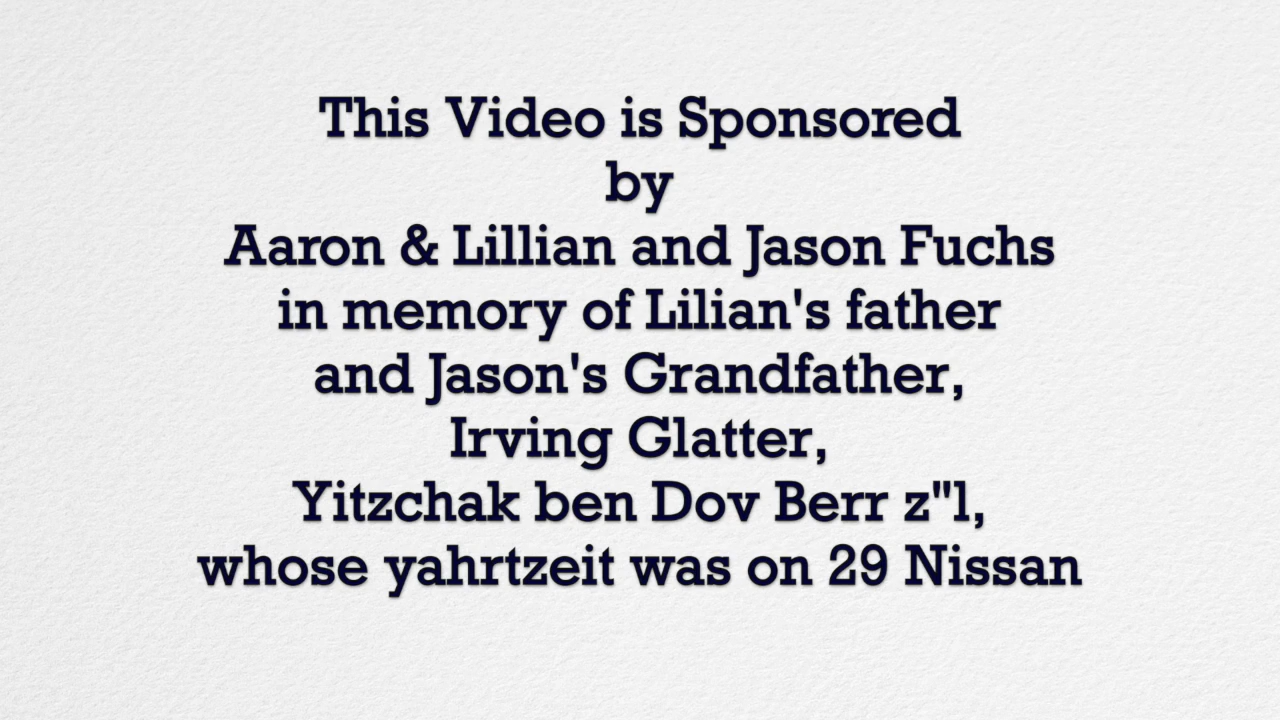 This Video is Sponsored
by
Aaron & Lillian and Jason Fuchs
in memory of Lilian's father
and Jason's Grandfather,
Irving Glatter,
Yitzchak ben Dov Berr z"l,
whose yahrtzeit was on 29 Nissan